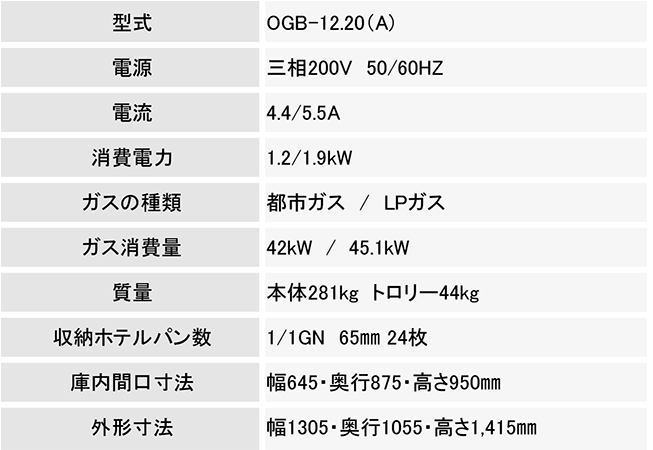 型式 OGB-12.20(A)
電源 三相200V 50/60HZ
電流 4.4/5.5A
消費電力 1.2/1.9kW
ガスの種類 都市ガス / LPガス
ガス消費量 42kW / 45.1kW
質量 本体281kg トロリー44kg
収納ホテルパン数 1/1GN 65mm 24枚
庫内間口寸法 幅645・奥行875・高さ950mm
外形寸法 幅1305・奥行1055・高さ1,415mm